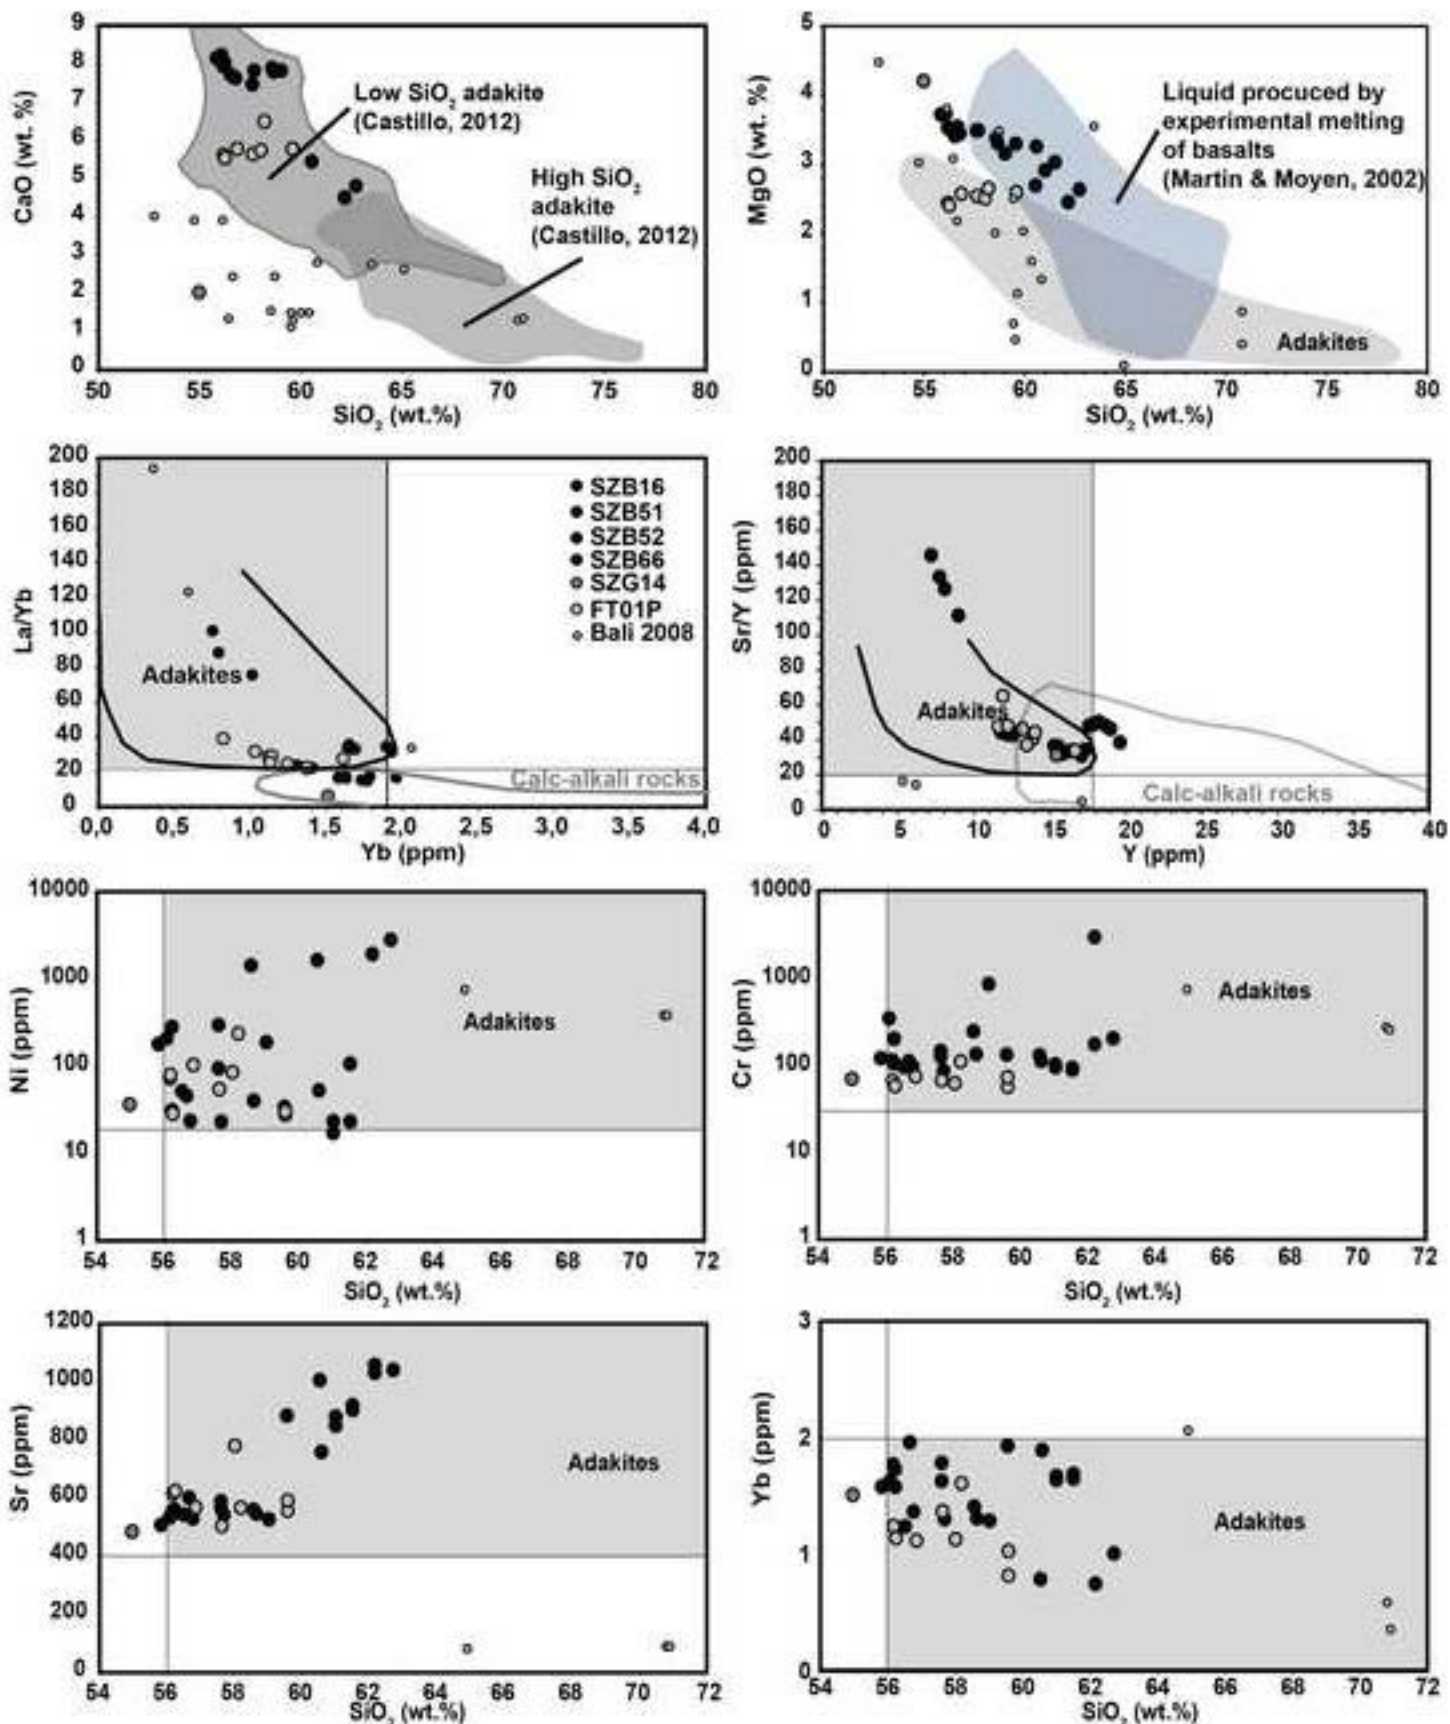 9
8
7
6
5
4
3
2
1
0
CaO (wt. %)
Low SiO2 adakite
(Castillo, 2012)
High SiO2
adakite
(Castillo, 2012)
50 55 60 65 70 75 80
SiO2 (wt.%)
5
4
3
2
1
0
MgO (wt. %)
Liquid procuced by
experimental melting
of basalts
(Martin & Moyen, 2002)
Adakites
50 55 60 65 70 75 80
SiO2 (wt.%)
200
180
160
140
120
100
80
60
40
20
0
La/Yb
SZB16
SZB51
SZB52
SZB66
SZG14
FT01P
Bali 2008
Adakites
Calc-alkali rocks
0,0 0,5 1,0 1,5 2,0 2,5 3,0 3,5 4,0
Yb (ppm)
200
180
160
140
120
100
80
60
40
20
0
Sr/Y (ppm)
Adakites
Calc-alkali rocks
0 5 10 15 20 25 30 35 40
Y (ppm)
10000
1000
100
10
1
Ni (ppm)
Adakites
54 56 58 60 62 64 66 68 70 72
SiO2 (wt.%)
10000
1000
100
10
1
Cr (ppm)
Adakites
54 56 58 60 62 64 66 68 70 72
SiO2 (wt.%)
1200
1000
800
600
400
200
0
Sr (ppm)
Adakites
54 56 58 60 62 64 66 68 70 72
SiO2 (wt.%)
3
2
1
0
Yb (ppm)
Adakites
54 56 58 60 62 64 66 68 70 72
SiO2 (wt.%)